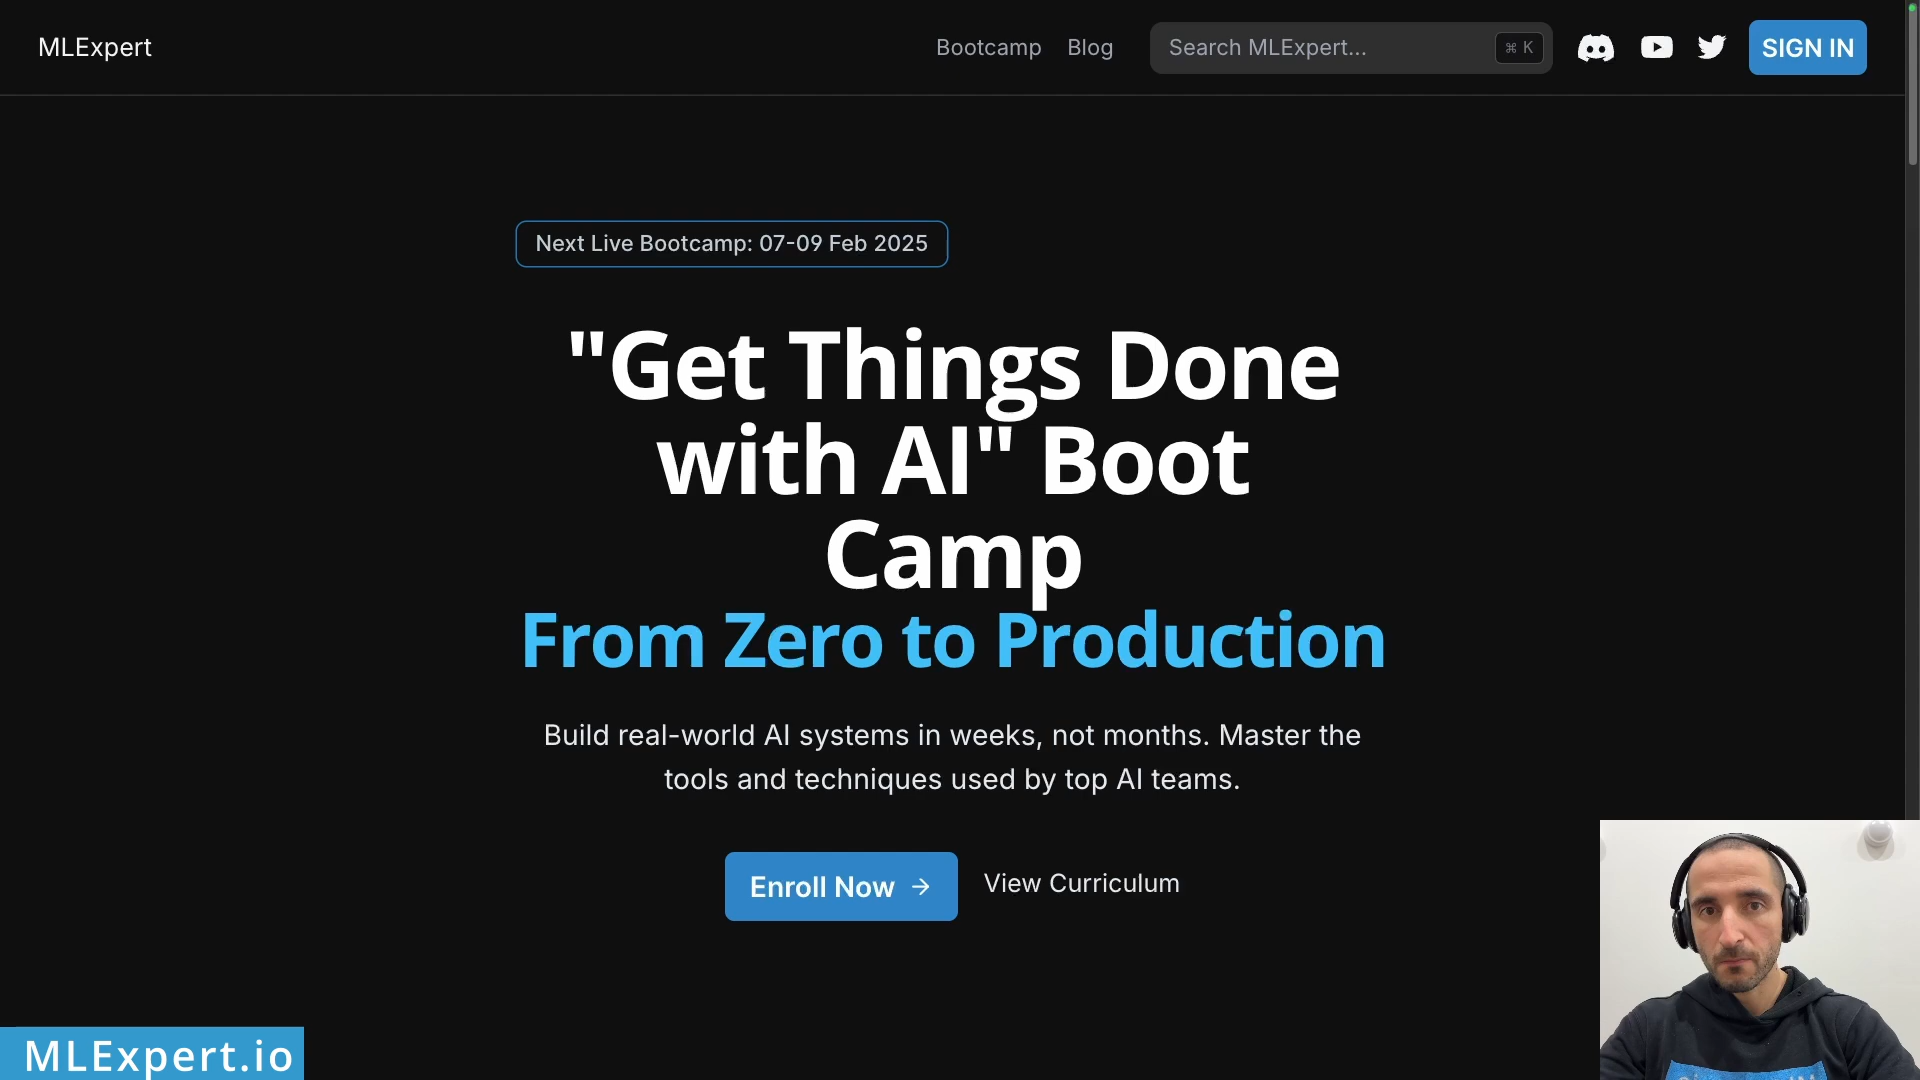 MLExpert
Bootcamp Blog Search MLExpert... ⌘ K SIGN IN
Next Live Bootcamp: 07-09 Feb 2025
"Get Things Done
with AI" Boot
Camp
From Zero to Production
Build real-world AI systems in weeks, not months. Master the
tools and techniques used by top AI teams.
Enroll Now → View Curriculum
MLExpert.io